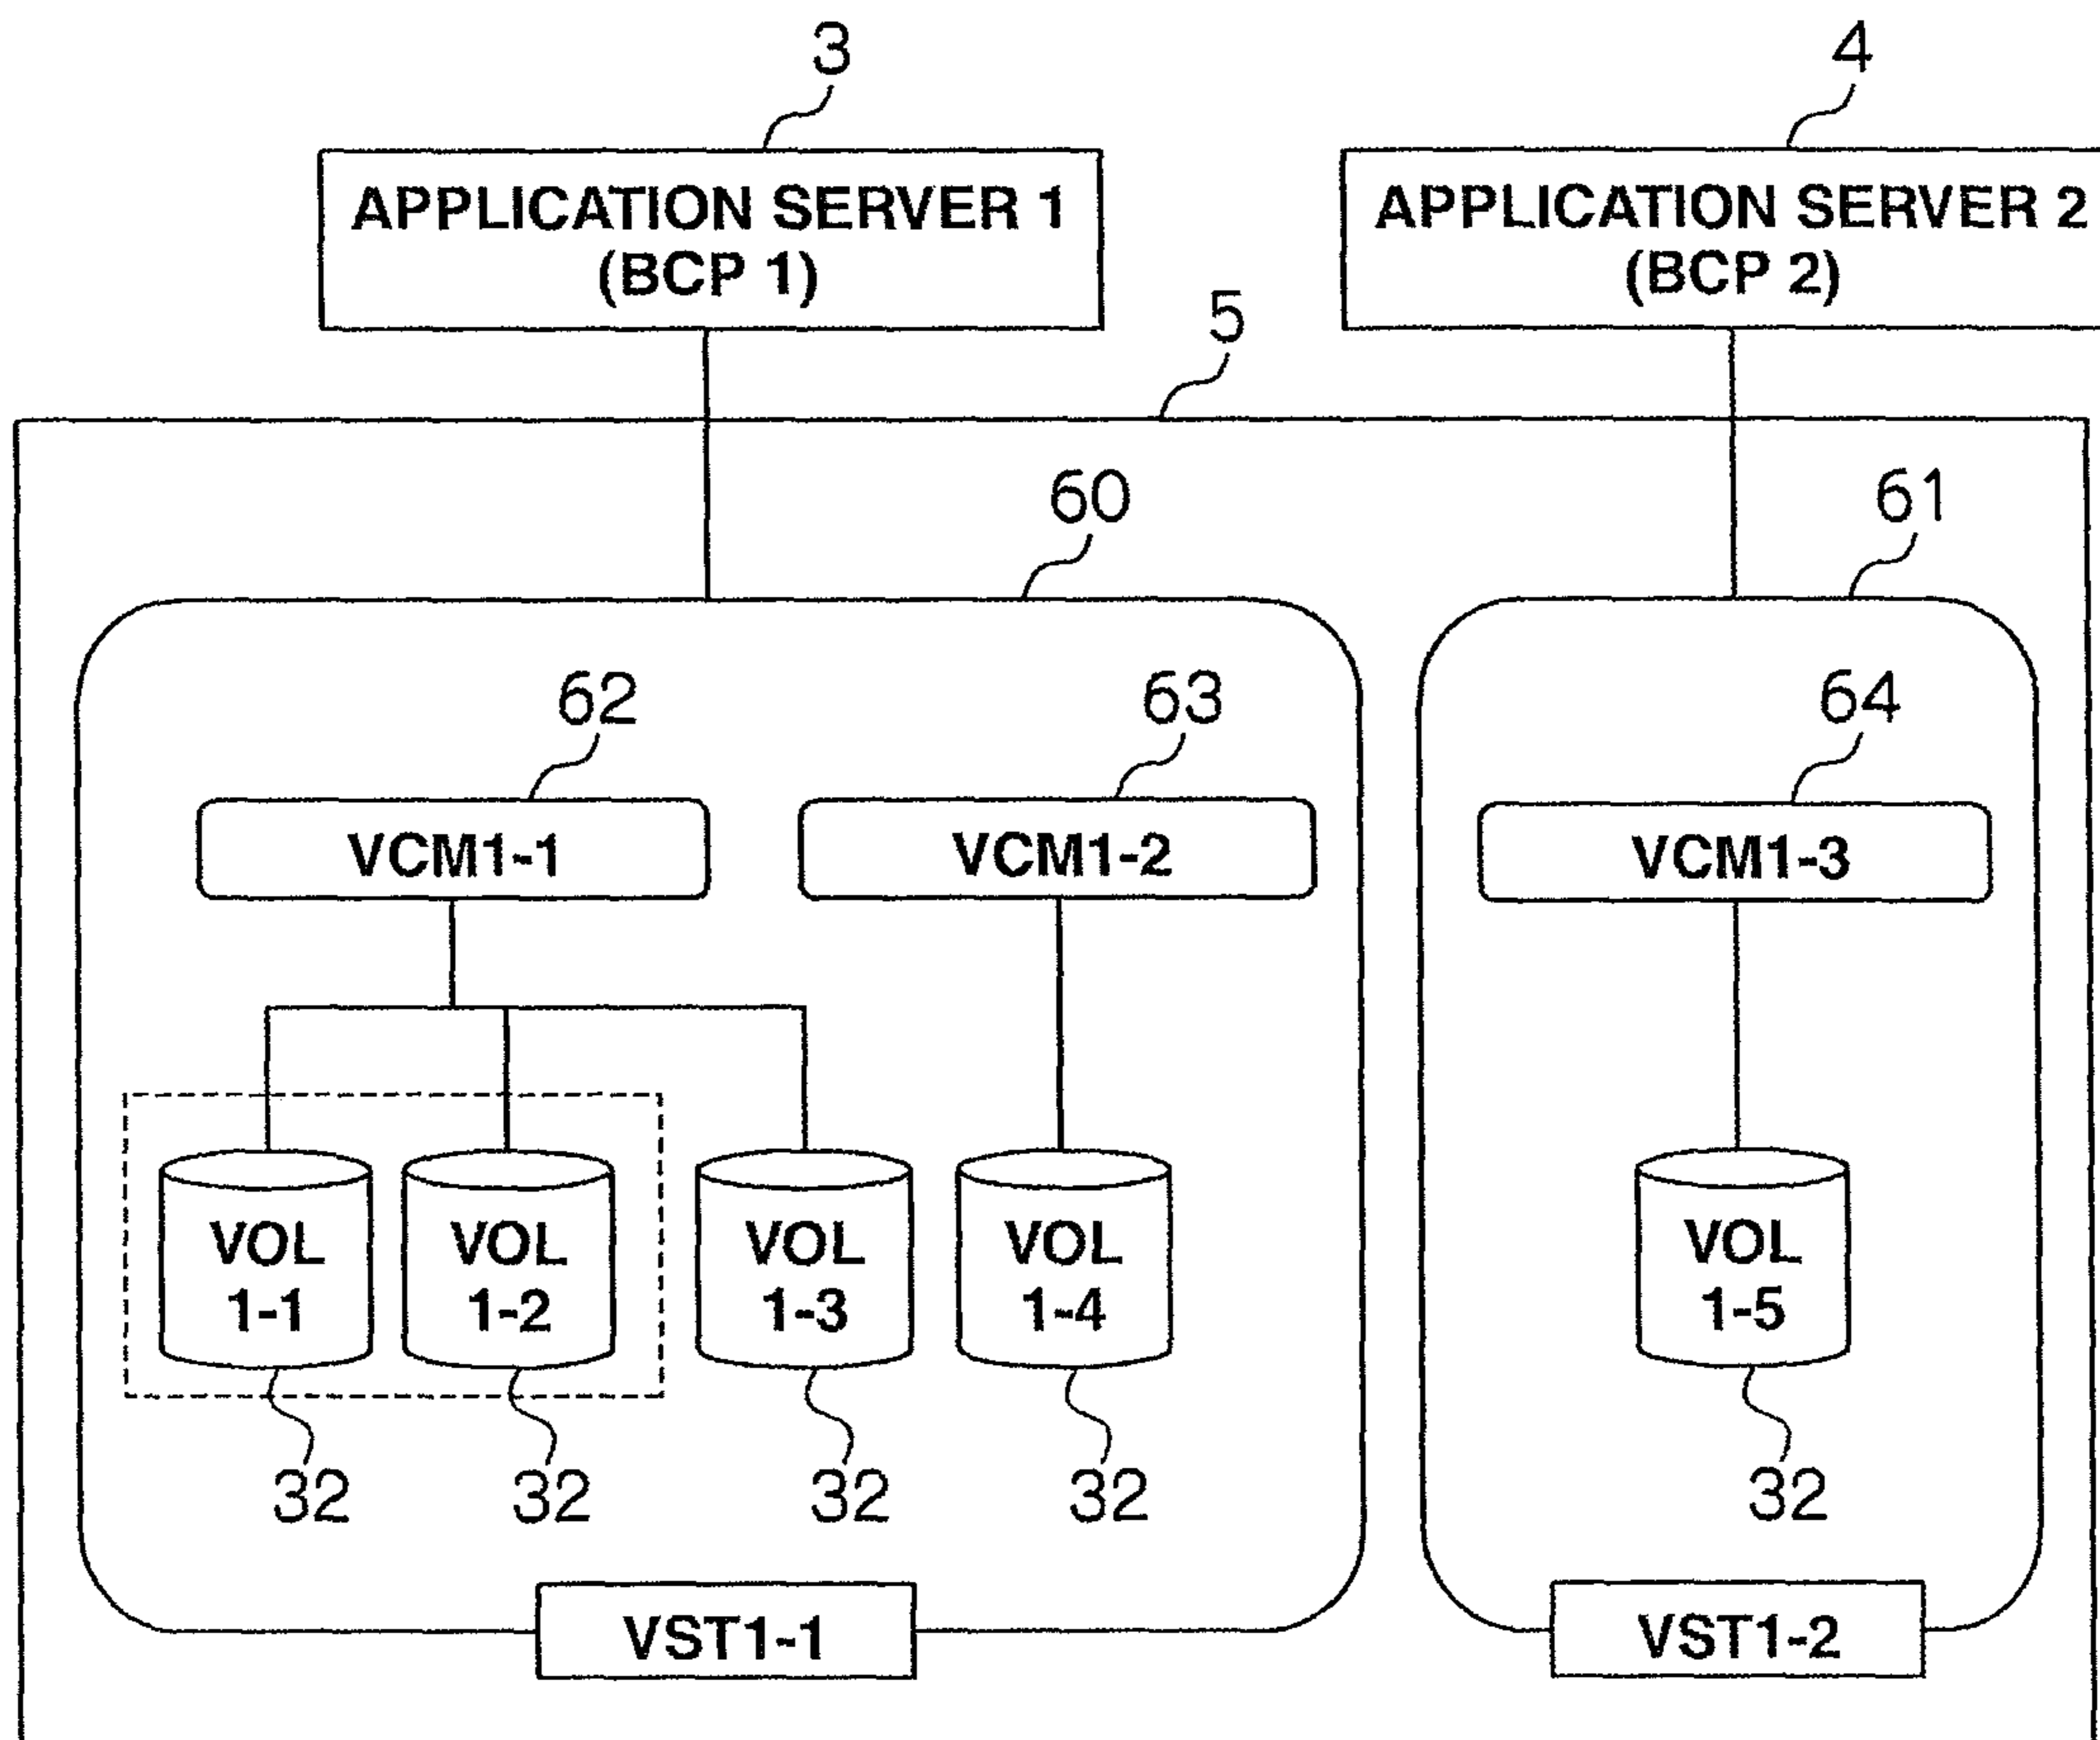 3
4
APPLICATION SERVER 1
(BCP 1)
APPLICATION SERVER 2
(BCP 2)
5
60
61
62
63
64
VCM1-1
VCM1-2
VCM1-3
VOL
1-1
VOL
1-2
VOL
1-3
VOL
1-4
VOL
1-5
32
32
32
32
32
VST1-1
VST1-2